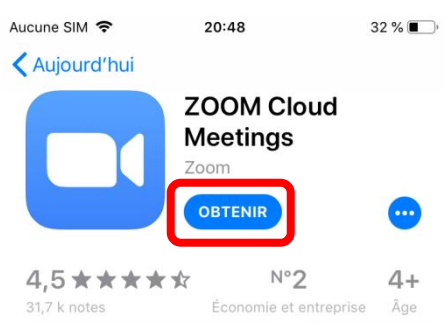 Aucune SIM 20:48 32 %
Aujourd'hui
ZOOM Cloud
Meetings
Zoom
OBTENIR
4,5 N°2 4+
31,7 k notes Économie et entreprise Âge